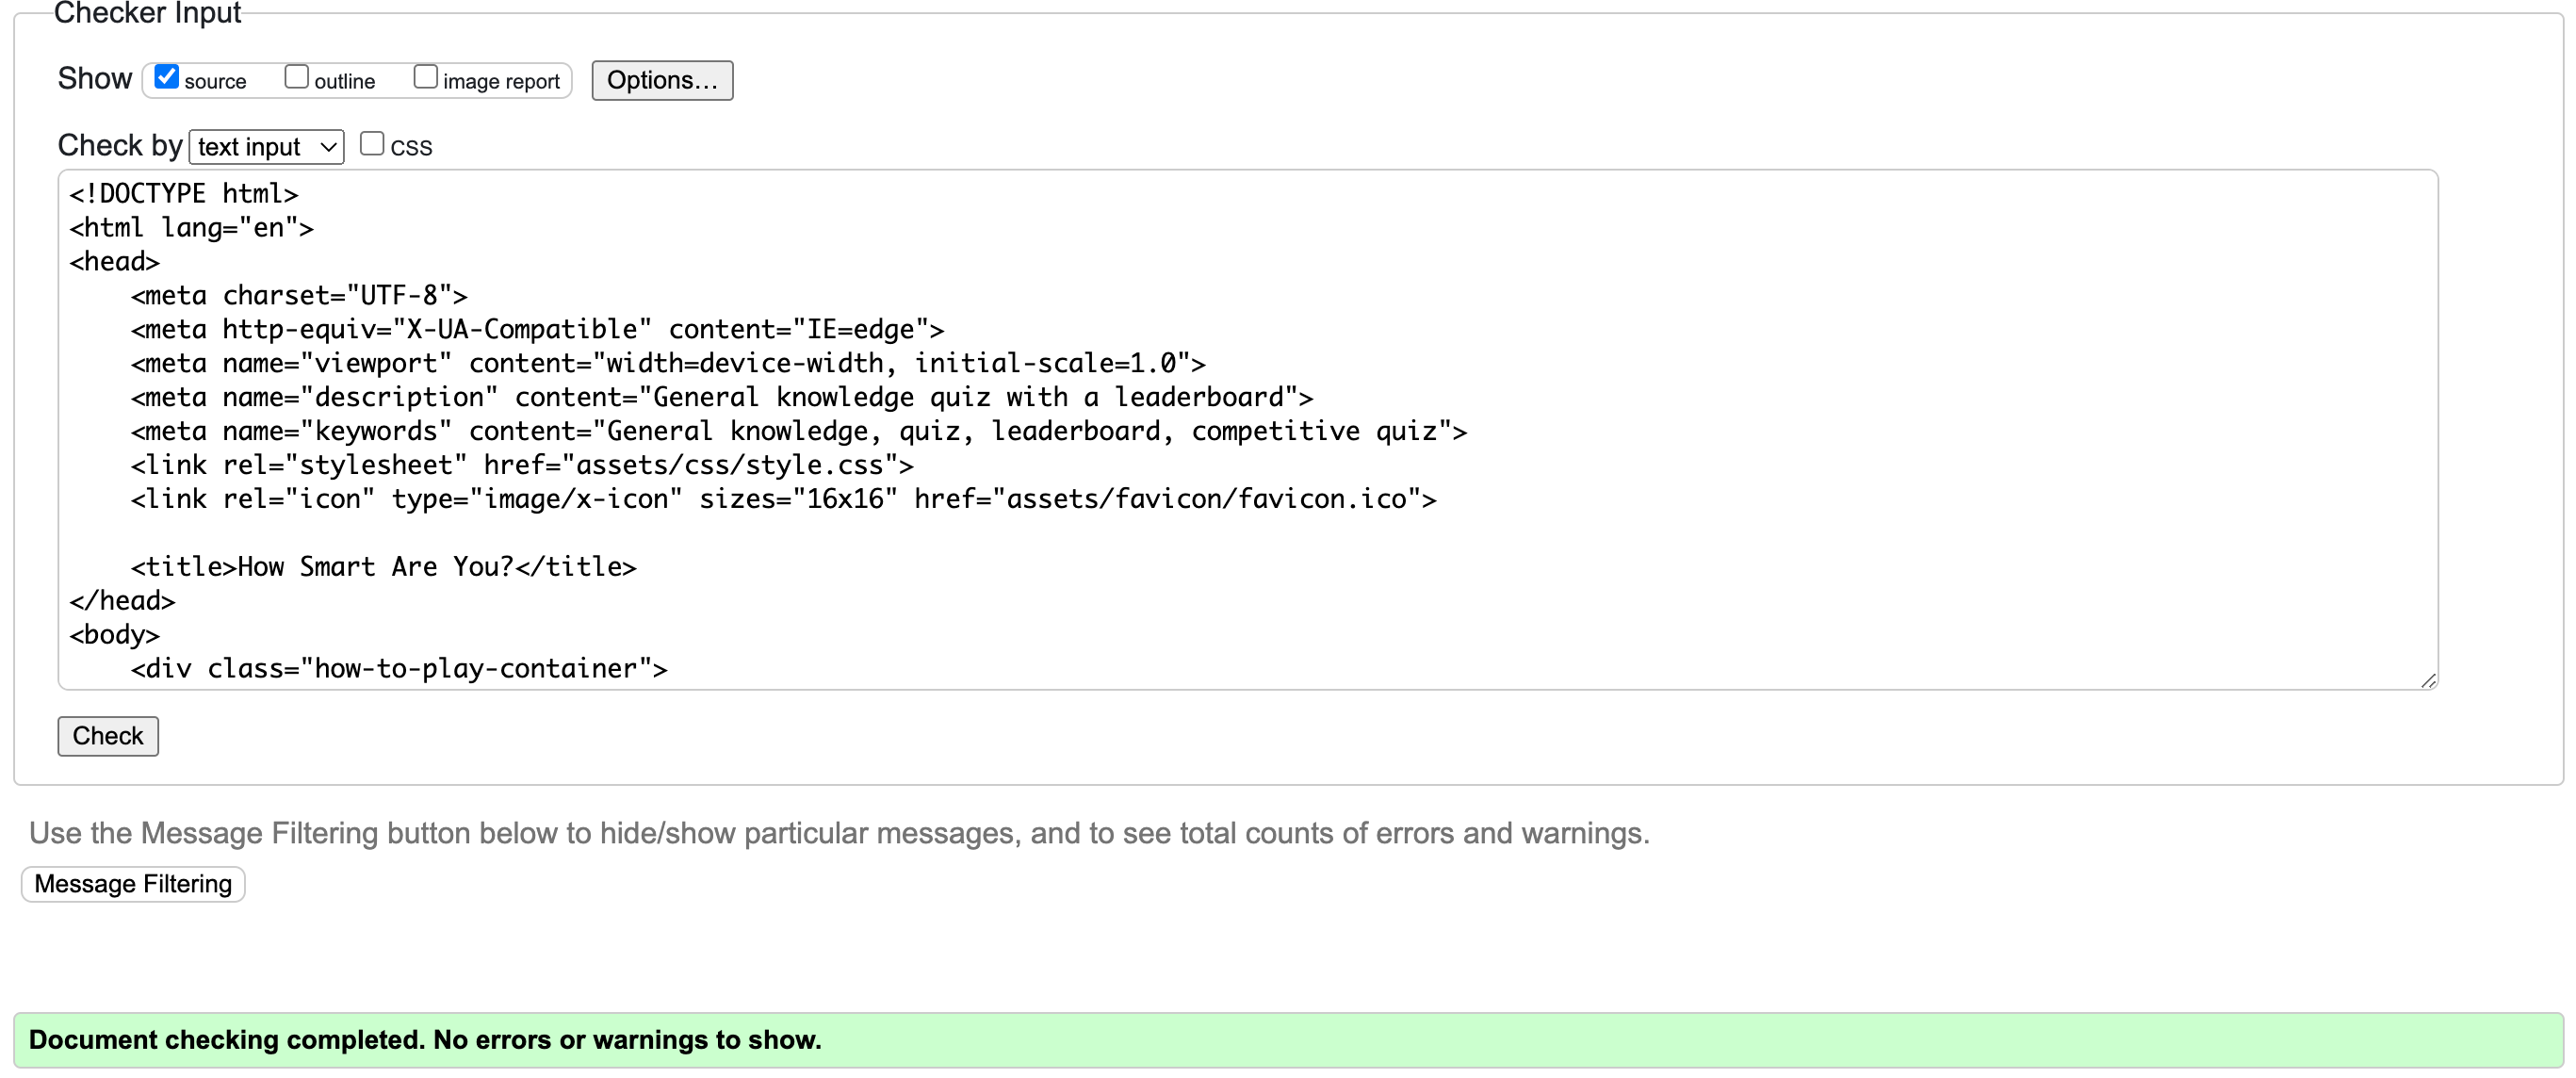 Checker Input
Show source outline image report Options...
Check by text input css
<!DOCTYPE html>
<html lang="en">
<head>
    <meta charset="UTF-8">
    <meta http-equiv="X-UA-Compatible" content="IE=edge">
    <meta name="viewport" content="width=device-width, initial-scale=1.0">
    <meta name="description" content="General knowledge quiz with a leaderboard">
    <meta name="keywords" content="General knowledge, quiz, leaderboard, competitive quiz">
    <link rel="stylesheet" href="assets/css/style.css">
    <link rel="icon" type="image/x-icon" sizes="16x16" href="assets/favicon/favicon.ico">
    <title>How Smart Are You?</title>
</head>
<body>
    <div class="how-to-play-container">
Check
Use the Message Filtering button below to hide/show particular messages, and to see total counts of errors and warnings.
Message Filtering
Document checking completed. No errors or warnings to show.